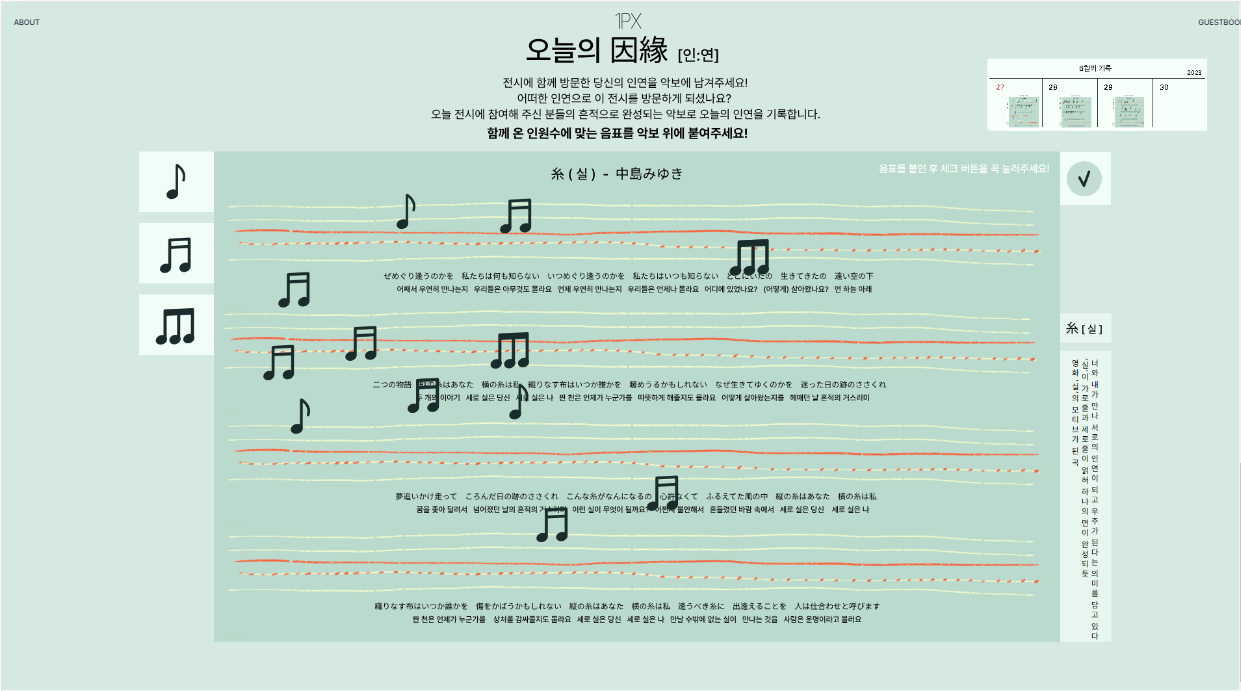 ABOUT
1PX
GUESTBOO
오늘의 因緣 [인:연]
전시에 함께 방문한 당신의 인연을 악보에 남겨주세요!
어떠한 인연으로 이 전시를 방문하게 되셨나요?
오늘 전시에 참여해 주신 분들의 흔적으로 완성되는 악보로 오늘의 인연을 기록합니다.
함께 온 인원수에 맞는 음표를 악보 위에 붙여주세요!
8월의 기록
2023
27 28 29 30
糸 ( 실 ) - 中島みゆき
음표를 붙인 후 체크 버튼을 꼭 눌러주세요!
ぜめぐり逢うのかを 私たちは何も知らない いつめぐり逢うのかを 私たちはいつも知らない どこにいたの 生きてきたの 遠い空の下
어째서 우연히 만나는지 우리들은 아무것도 몰라요 언제 우연히 만나는지 우리들은 언제나 몰라요 어디에 있었나요? (어떻게) 살아왔나요? 먼 하늘 아래
二つの物語 の糸はあなた 横の糸は私 織りなす布はいつか誰かを 暖めうるかもしれない なぜ生きてゆくのかを 迷った日の跡のささくれ
개의 이야기 세로 실은 당신 세로 실은 나 짠 천은 언젠가 누군가를 따뜻하게 해줄지도 몰라요 어떻게 살아왔는지를 헤매던 날 흔적의 거스러미
夢追いかけ走って ころんだ日の跡のささくれ こんな糸がなんになるの 心許なくて ふるえてた風の中 縦の糸はあなた 横の糸は私
꿈을 좇아 달려서 넘어졌던 날의 흔적의 거스러미 이런 실이 무엇이 될까요? 불안해서 흔들렸던 바람 속에서 세로 실은 당신 세로 실은 나
織りなす布はいつか誰かを 傷をかばうかもしれない 縦の糸はあなた 横の糸は私 逢うべき糸に 出逢えることを 人は仕合わせと呼びます
짠 천은 언젠가 누군가를 상처를 감싸줄지도 몰라요 세로 실은 당신 세로 실은 나 만날 수밖에 없는 실이 만나는 것을 사람은 운명이라고 불러요
糸 [ 실 ]
너와 내가 만나 서로의 인연이 되고 우주가 된다는 의미를 담고 있다
'실'이 가로줄과 세로줄이 얽혀 하나의 면이 완성되듯
영화 '실'의 모티브가 된 곡